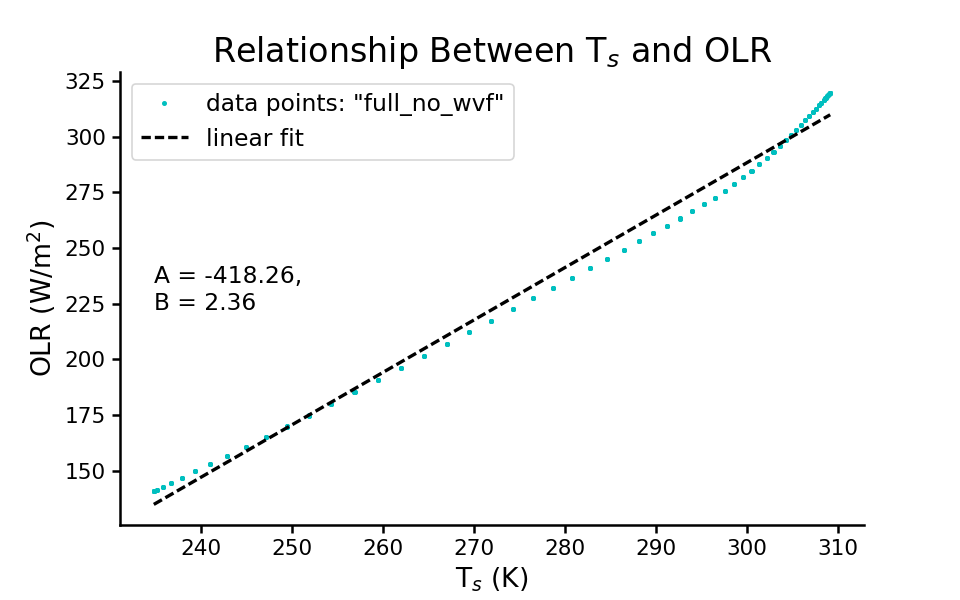 Relationship Between Tₛ and OLR
325
300
275
250
225
200
175
150
OLR (W/m²)
data points: "full_no_wvf"
linear fit
A = -418.26,
B = 2.36
240 250 260 270 280 290 300 310
Tₛ (K)